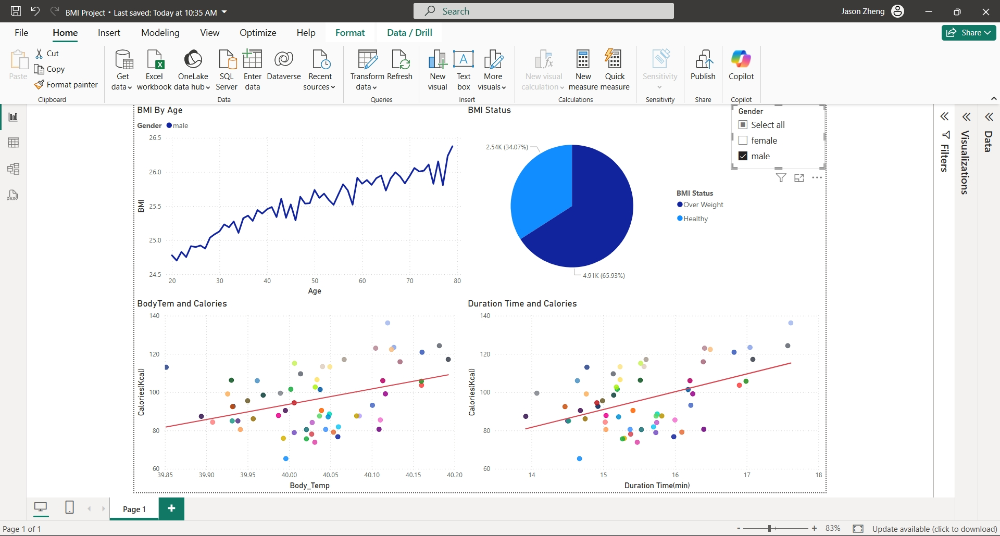 BMI Project • Last saved: Today at 10:35 AM
Search
Jason Zheng
File
Home
Insert
Modeling
View
Optimize
Help
Format
Data / Drill
Share
Paste
Cut
Copy
Format painter
Clipboard
Get data
Excel workbook
OneLake data hub
SQL Server
Enter data
Dataverse
Recent sources
Data
Transform data
Refresh
Queries
New visual
Text box
More visuals
Insert
New visual calculation
New measure
Quick measure
Calculations
Sensitivity
Sensitivity
Publish
Share
Copilot
Copilot
BMI By Age
Gender male
26.5
26.0
25.5
25.0
24.5
BMI
20 30 40 50 60 70 80
Age
BMI Status
2.54K (34.07%)
4.91K (65.93%)
BMI Status
Over Weight
Healthy
Gender
Select all
female
male
Filters
Visualizations
Data
BodyTem and Calories
140
120
100
80
60
Calories(Kcal)
39.85 39.90 39.95 40.00 40.05 40.10 40.15 40.20
Body_Temp
Duration Time and Calories
140
120
100
80
60
Calories(Kcal)
14 15 16 17 18
Duration Time(min)
DAX
Page 1
+
Page 1 of 1
- + 83%
Update available (click to download)